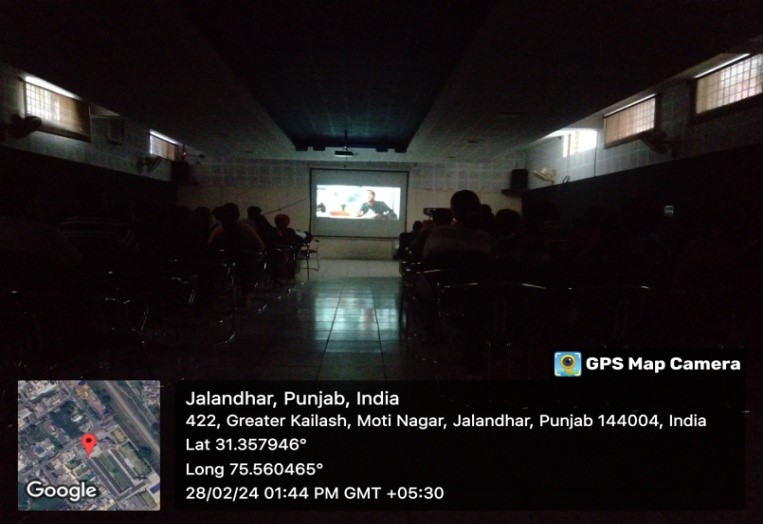 GPS Map Camera
Jalandhar, Punjab, India
422, Greater Kailash, Moti Nagar, Jalandhar, Punjab 144004, India
Lat 31.357946°
Long 75.560465°
28/02/24 01:44 PM GMT +05:30
Google